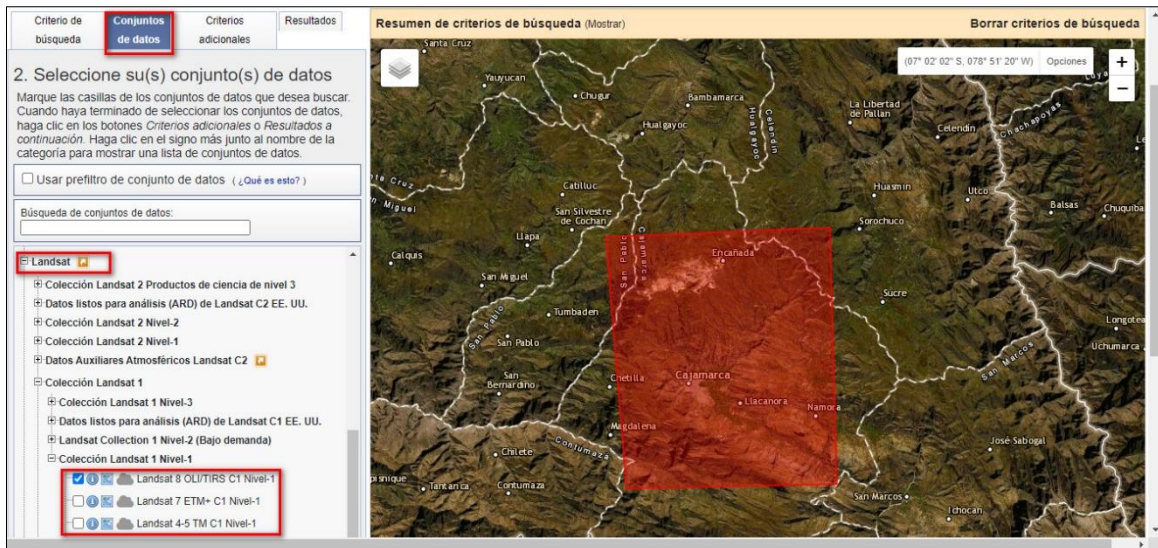 Criterio de búsqueda
Conjuntos de datos
Criterios adicionales
Resultados
2. Seleccione su(s) conjunto(s) de datos
Marque las casillas de los conjuntos de datos que desea buscar.
Cuando haya terminado de seleccionar los conjuntos de datos,
haga clic en los botones Criterios adicionales o Resultados a
continuación. Haga clic en el signo más junto al nombre de la
categoría para mostrar una lista de conjuntos de datos.
Usar prefiltro de conjunto de datos ( ¿Qué es esto? )
Búsqueda de conjuntos de datos:
Landsat
Colección Landsat 2 Productos de ciencia de nivel 3
Datos listos para análisis (ARD) de Landsat C2 EE. UU.
Colección Landsat 2 Nivel-2
Colección Landsat 2 Nivel-1
Datos Auxiliares Atmosféricos Landsat C2
Colección Landsat 1
Colección Landsat 1 Nivel-3
Datos listos para análisis (ARD) de Landsat C1 EE. UU.
Landsat Collection 1 Nivel-2 (Bajo demanda)
Colección Landsat 1 Nivel-1
Landsat 8 OLI/TIRS C1 Nivel-1
Landsat 7 ETM+ C1 Nivel-1
Landsat 4-5 TM C1 Nivel-1
Resumen de criterios de búsqueda (Mostrar)
Borrar criterios de búsqueda
(07° 02' 02" S, 078° 51' 20" W)
Opciones
+
−
Santa Cruz
Yauyucan
Chugur
Bambamarca
Hualgayoc
Hualgayoc
Celendín
La Libertad
de Pallan
Celendín
Chachapoyas
Catilluc
Huasmin
Utco
Balsas
Chuquiba
San Silvestre
de Cochan
Sorochuco
Llapa
Calquis
San Pablo
Cajamarca
Encañada
San Miguel
Sucre
Tumbaden
San Pablo
San Pablo
Longotea
Uchumarca
San Marcos
San
Bernardino
Chetilla
Cajamarca
Llacanora
Namora
Magdalena
José Sabogal
Chilete
Contumazá
Tantarica
Contumaza
San Marcos
Ichocan